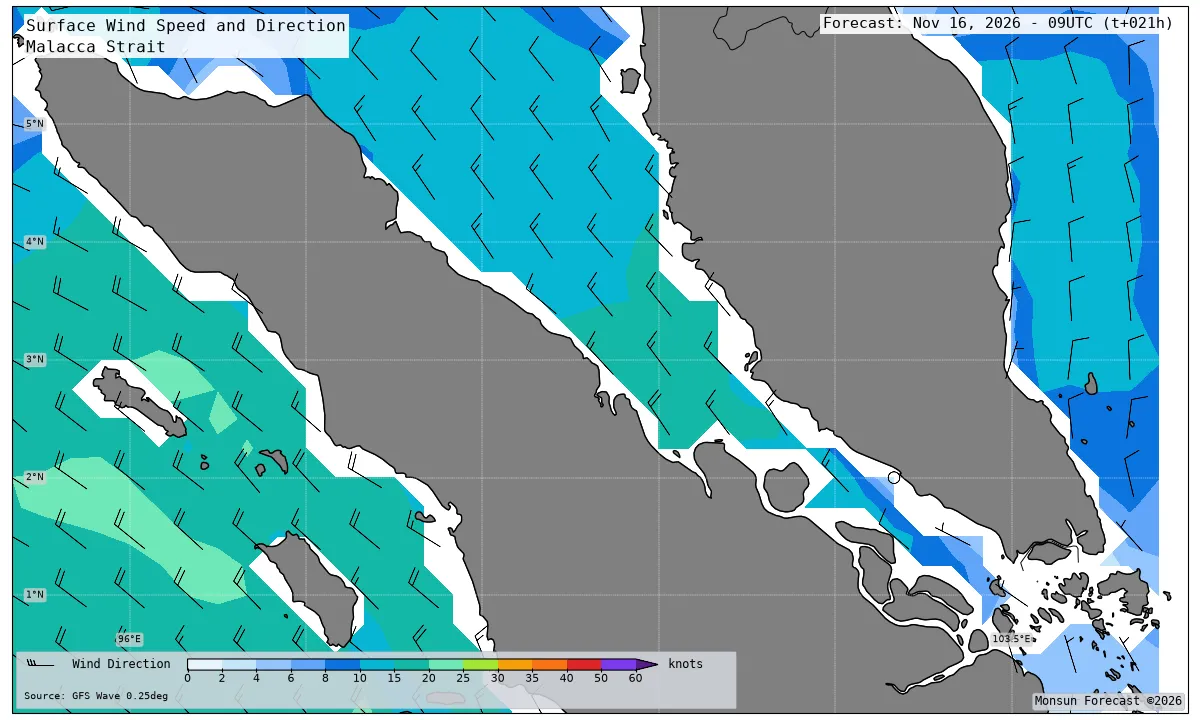 Surface Wind Speed and Direction
Malacca Strait
Forecast: Nov 16, 2026 - 09UTC (t+021h)
5°N
4°N
3°N
2°N
1°N
96°E
103.5°E
Wind Direction
knots
0 2 4 6 8 10 15 20 25 30 35 40 50 60
Source: GFS Wave 0.25deg
Monsun Forecast ©2026